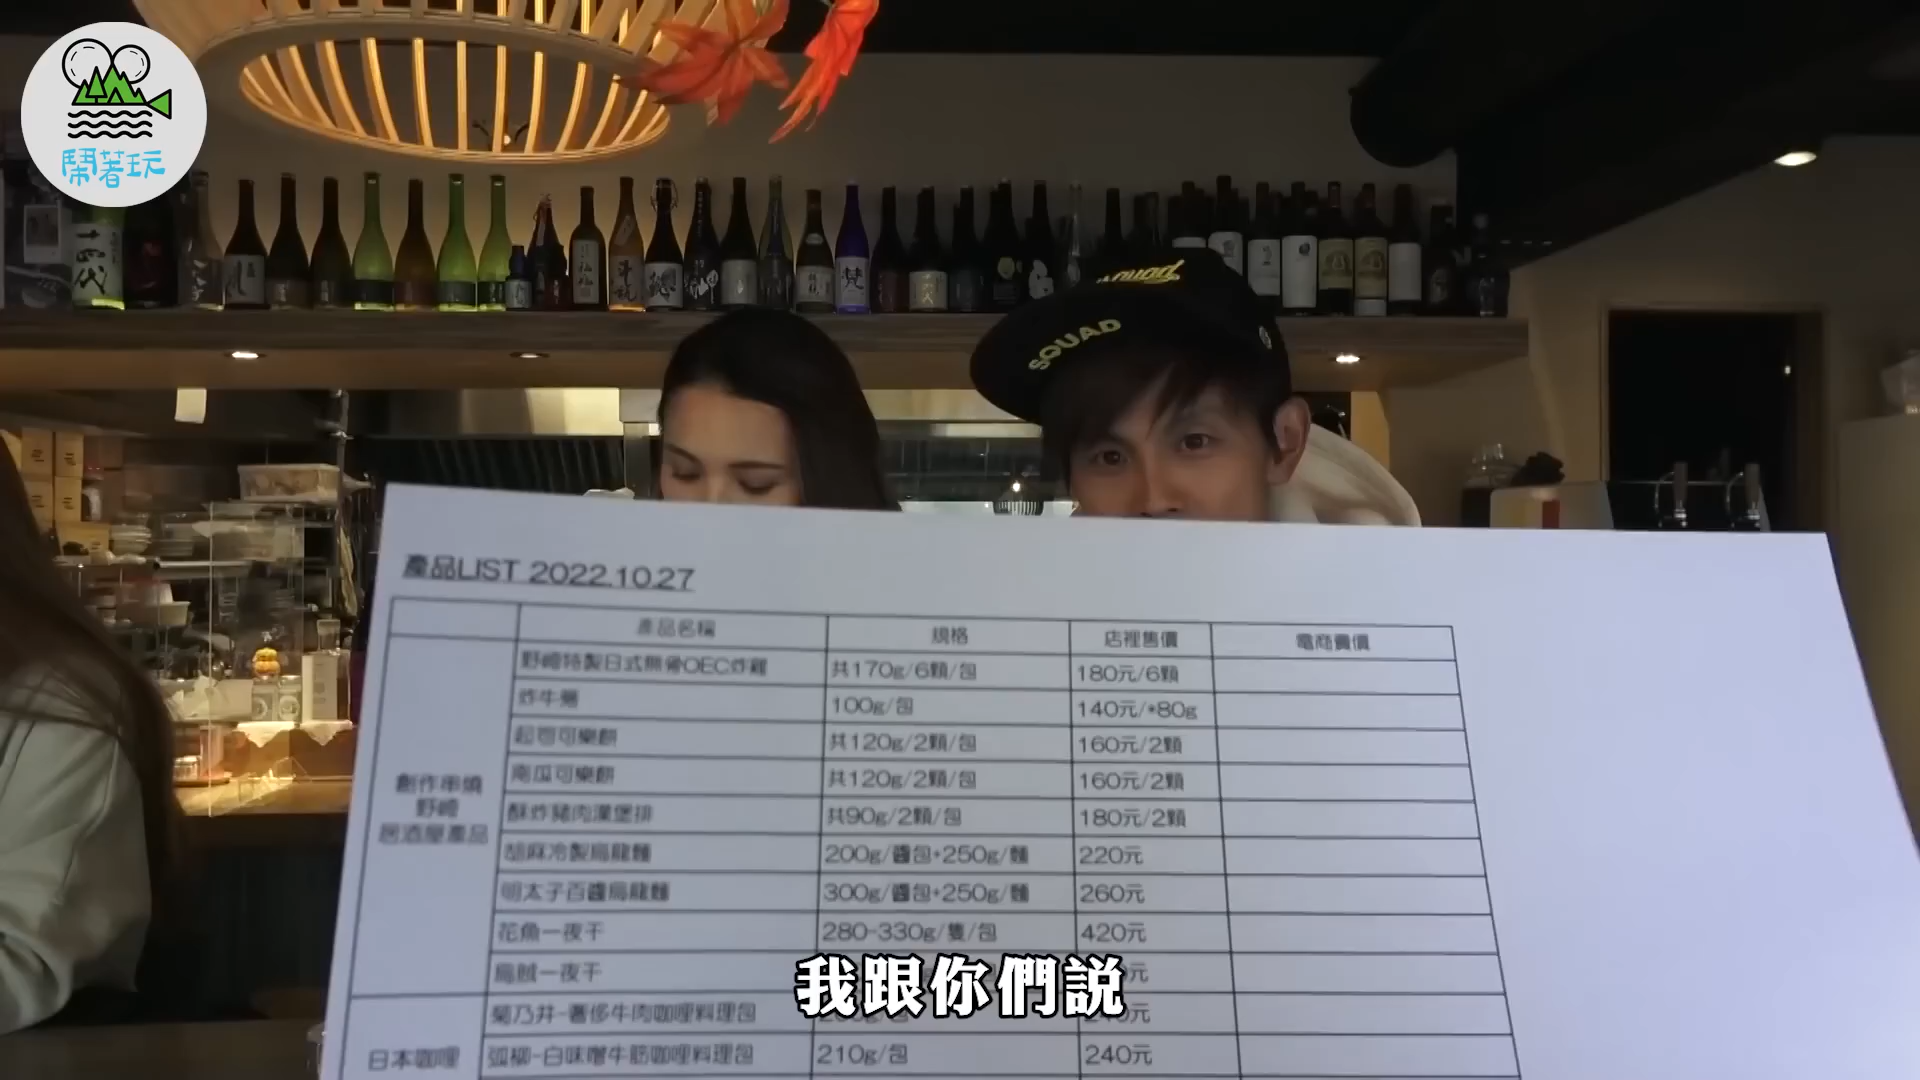 鬧著玩
十四代
梵
squad
SQUAD
產品LIST 2022.10.27
產品名稱 規格 店裡售價 電商賣價
創作串燒
野崎
居酒屋產品
野崎特製日式無骨OEC炸雞 共170g/6顆/包 180元/6顆
炸牛腸 100g/包 140元/*80g
起司可樂餅 共120g/2顆/包 160元/2顆
南瓜可樂餅 共120g/2顆/包 160元/2顆
酥炸豬肉漢堡排 共90g/2顆/包 180元/2顆
胡麻冷製烏龍麵 200g/醬包+250g/麵 220元
明太子百醬烏龍麵 300g/醬包+250g/麵 260元
花魚一夜干 280-330g/隻/包 420元
烏賊一夜干 元
日本咖哩
菊乃井-奢侈牛肉咖哩料理包
弧柳-白味噌牛筋咖哩料理包 210g/包 240元
我跟你們說